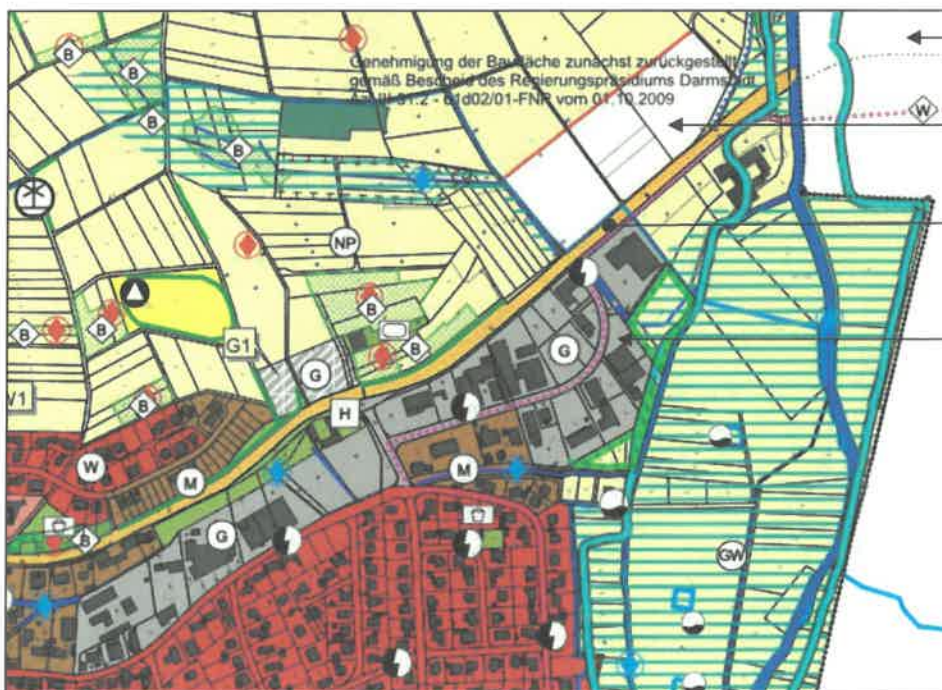 Genehmigung der Baufläche zunächst zurückgestellt
gemäß Bescheid des Regierungspräsidiums Darmstadt
vom 01.10.2009
B
B
B
B
W
NP
B
B
B
B
G1
G
G
H
B
W
M
M
G
B
GW